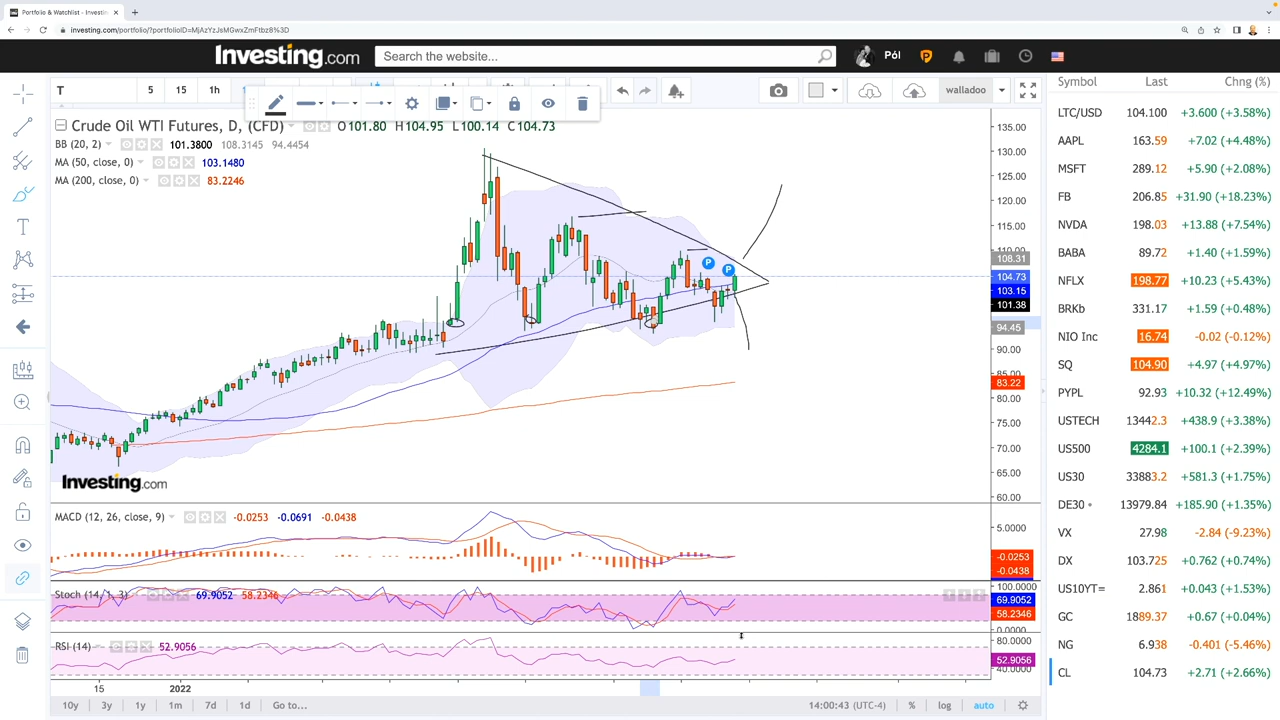 Portfolio & Watchlist - Investin
investing.com/portfolio/?portfolioID=MjAzYzJsMGwxZmFtbz8%3D
Investing.com
Search the website...
Pól
T
5
15
1h
walladoo
Crude Oil WTI Futures, D, (CFD)
O 101.80 H 104.95 L 100.14 C 104.73
BB (20, 2) 101.3800 108.3145 94.4454
MA (50, close, 0) 103.1480
MA (200, close, 0) 83.2246
P
P
135.00
130.00
125.00
120.00
115.00
110.00
108.31
104.73
103.15
101.38
94.45
90.00
85.00
83.22
80.00
75.00
70.00
65.00
60.00
Investing.com
MACD (12, 26, close, 9) -0.0253 -0.0691 -0.0438
5.0000
-0.0253
-0.0438
Stoch (14, 1, 3) 69.9052 58.2346
100.0000
69.9052
58.2346
0.0000
RSI (14) 52.9056
80.0000
52.9056
40.0000
15
2022
10y
3y
1y
1m
7d
1d
Go to...
14:00:43 (UTC-4)
%
log
auto
Symbol Last Chng (%)
LTC/USD 104.100 +3.600 (+3.58%)
AAPL 163.59 +7.02 (+4.48%)
MSFT 289.12 +5.90 (+2.08%)
FB 206.85 +31.90 (+18.23%)
NVDA 198.03 +13.88 (+7.54%)
BABA 89.72 +1.40 (+1.59%)
NFLX 198.77 +10.23 (+5.43%)
BRKb 331.17 +1.59 (+0.48%)
NIO Inc 16.74 -0.02 (-0.12%)
SQ 104.90 +4.97 (+4.97%)
PYPL 92.93 +10.32 (+12.49%)
USTECH 13442.3 +438.9 (+3.38%)
US500 4284.1 +100.1 (+2.39%)
US30 33883.2 +581.3 (+1.75%)
DE30 13979.84 +185.90 (+1.35%)
VX 27.98 -2.84 (-9.23%)
DX 103.725 +0.762 (+0.74%)
US10YT= 2.861 +0.043 (+1.53%)
GC 1889.37 +0.67 (+0.04%)
NG 6.938 -0.401 (-5.46%)
CL 104.73 +2.71 (+2.66%)